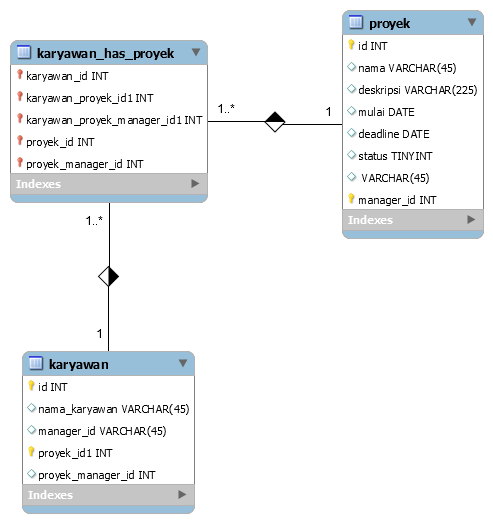 karyawan_has_proyek
karyawan_id INT
karyawan_proyek_id1 INT
karyawan_proyek_manager_id1 INT
proyek_id INT
proyek_manager_id INT
Indexes
1..*
1
proyek
id INT
nama VARCHAR(45)
deskripsi VARCHAR(225)
mulai DATE
deadline DATE
status TINYINT
VARCHAR(45)
manager_id INT
Indexes
1..*
1
karyawan
id INT
nama_karyawan VARCHAR(45)
manager_id VARCHAR(45)
proyek_id1 INT
proyek_manager_id INT
Indexes